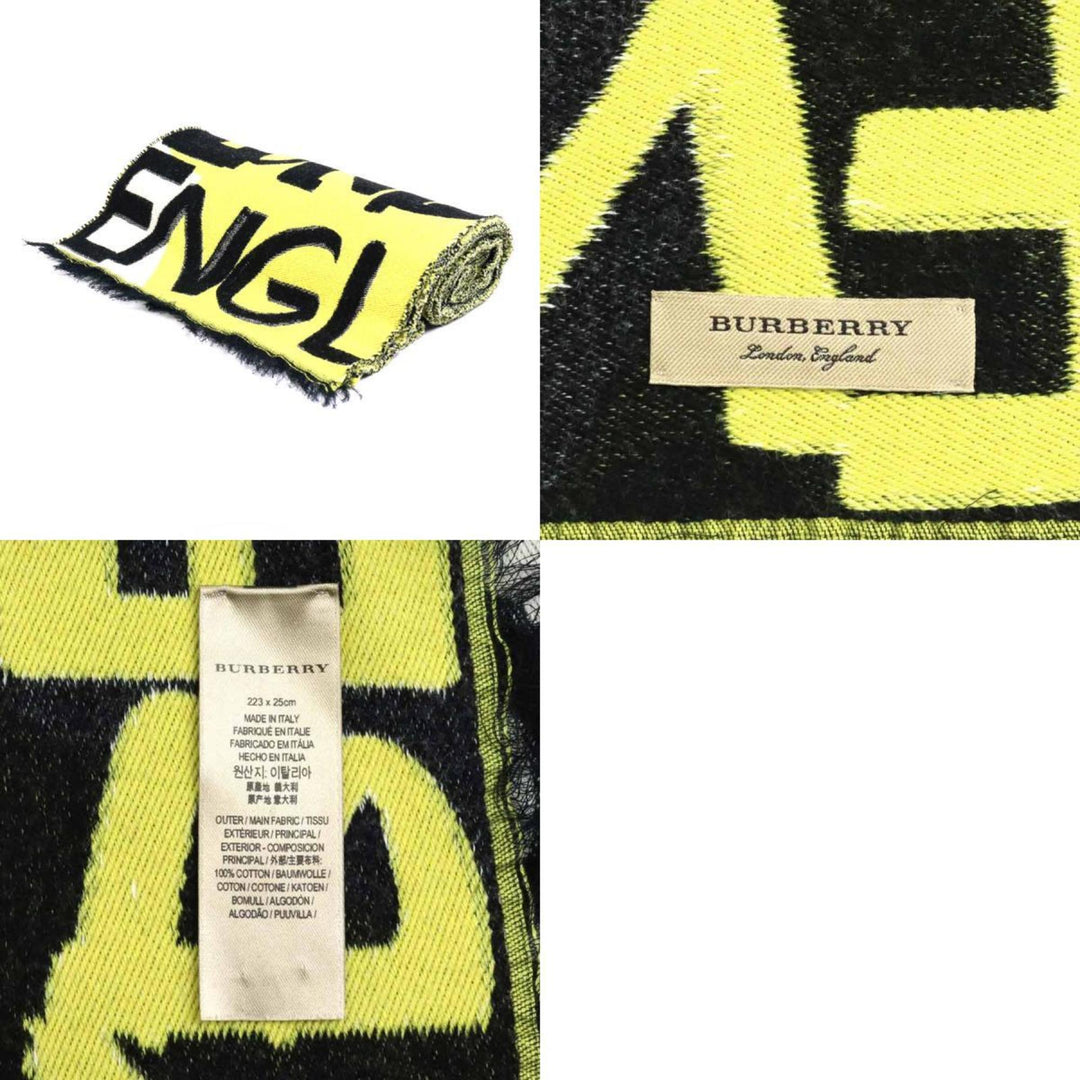 ENGL
BURBERRY
London, England
BURBERRY
223 x 25cm
MADE IN ITALY
FABRIQUÉ EN ITALIE
FABRICADO EM ITÁLIA
HECHO EN ITALIA
원산지: 이탈리아
原產地 義大利
原产地 意大利
OUTER / MAIN FABRIC / TISSU
EXTÉRIEUR / PRINCIPAL /
EXTERIOR - COMPOSICIÓN
PRINCIPAL / 外部/主要布料:
100% COTTON / BAUMWOLLE /
COTON / COTONE / KATOEN /
BOMULL / ALGODÓN /
ALGODÃO / PUUVILLA /